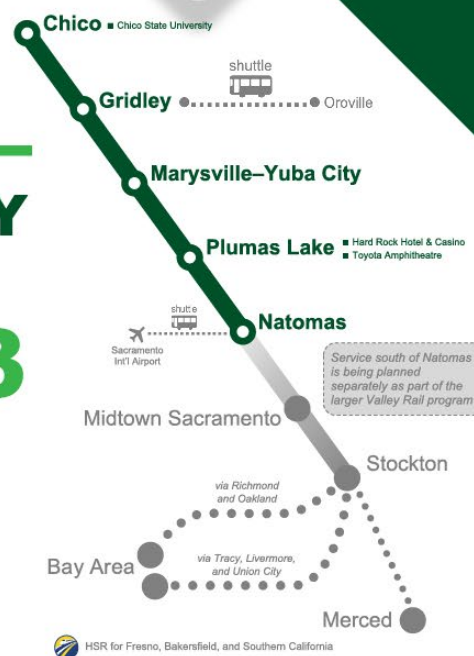 Chico ■ Chico State University
shuttle
Gridley
Oroville
Y
Marysville–Yuba City
Plumas Lake ■ Hard Rock Hotel & Casino
■ Toyota Amphitheatre
shuttle
Natomas
Sacramento
Int'l Airport
Service south of Natomas
is being planned
separately as part of the
larger Valley Rail program
Midtown Sacramento
Stockton
via Richmond
and Oakland
Bay Area
via Tracy, Livermore,
and Union City
Merced
HSR for Fresno, Bakersfield, and Southern California